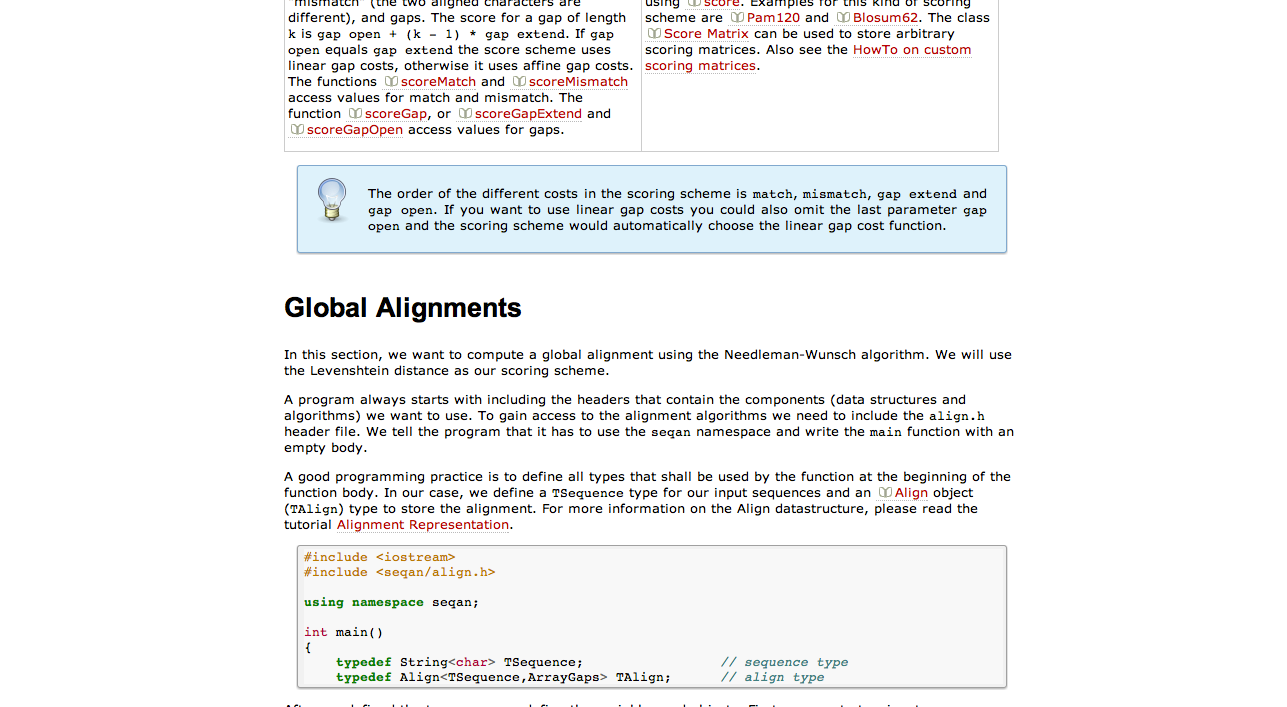 "mismatch" (the two aligned characters are
different), and gaps. The score for a gap of length
k is gap open + (k - 1) * gap extend. If gap
open equals gap extend the score scheme uses
linear gap costs, otherwise it uses affine gap costs.
The functions scoreMatch and scoreMismatch
access values for match and mismatch. The
function scoreGap, or scoreGapExtend and
scoreGapOpen access values for gaps.
using score. Examples for this kind of scoring
scheme are Pam120 and Blosum62. The class
Score Matrix can be used to store arbitrary
scoring matrices. Also see the HowTo on custom
scoring matrices.
The order of the different costs in the scoring scheme is match, mismatch, gap extend and
gap open. If you want to use linear gap costs you could also omit the last parameter gap
open and the scoring scheme would automatically choose the linear gap cost function.
Global Alignments
In this section, we want to compute a global alignment using the Needleman-Wunsch algorithm. We will use
the Levenshtein distance as our scoring scheme.
A program always starts with including the headers that contain the components (data structures and
algorithms) we want to use. To gain access to the alignment algorithms we need to include the align.h
header file. We tell the program that it has to use the seqan namespace and write the main function with an
empty body.
A good programming practice is to define all types that shall be used by the function at the beginning of the
function body. In our case, we define a TSequence type for our input sequences and an Align object
(TAlign) type to store the alignment. For more information on the Align datastructure, please read the
tutorial Alignment Representation.
#include <iostream>
#include <seqan/align.h>
using namespace seqan;
int main()
{
    typedef String<char> TSequence;                 // sequence type
    typedef Align<TSequence,ArrayGaps> TAlign;      // align type